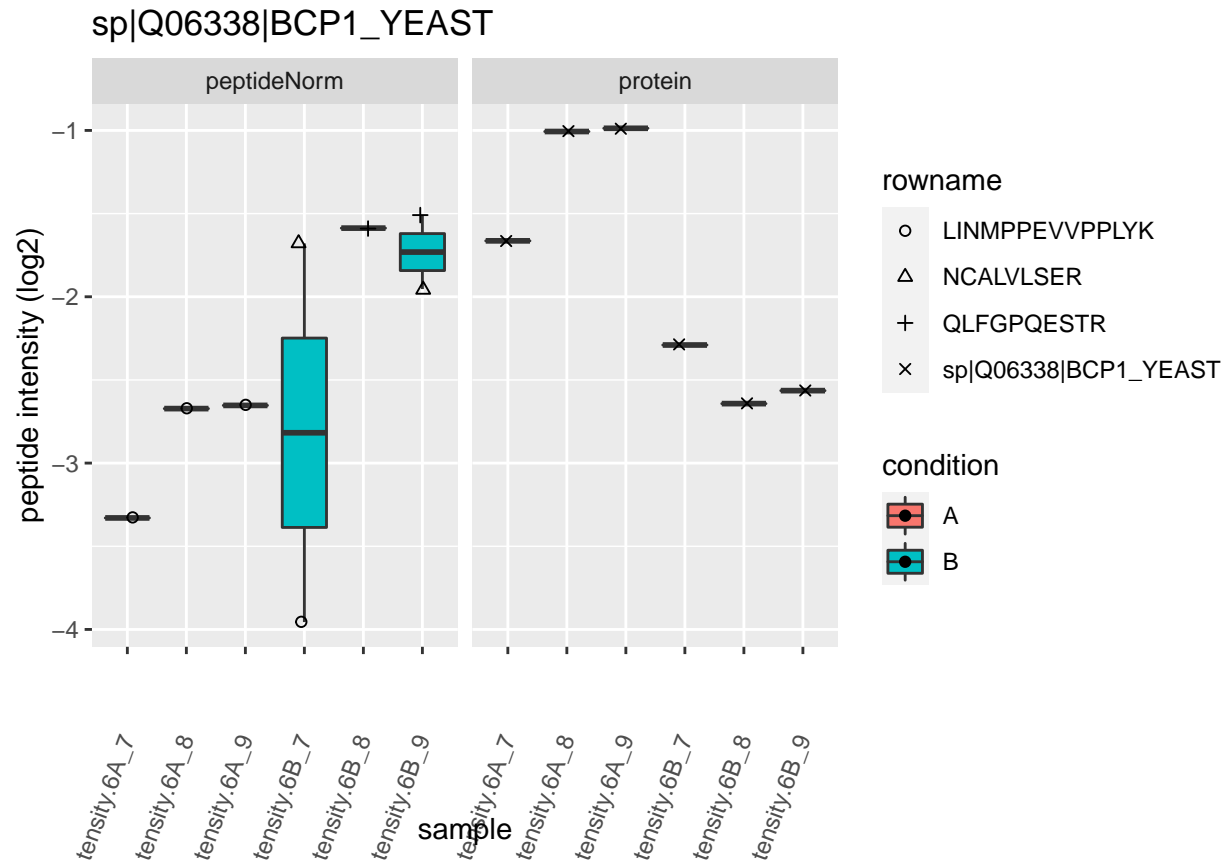 sp|Q06338|BCP1_YEAST
peptideNorm
protein
peptide intensity (log2)
−1
−2
−3
−4
tensity.6A_7
tensity.6A_8
tensity.6A_9
tensity.6B_7
tensity.6B_8
tensity.6B_9
tensity.6A_7
tensity.6A_8
tensity.6A_9
tensity.6B_7
tensity.6B_8
tensity.6B_9
sample
rowname
LINMPPEVVPPLYK
NCALVLSER
QLFGPQESTR
sp|Q06338|BCP1_YEAST
condition
A
B